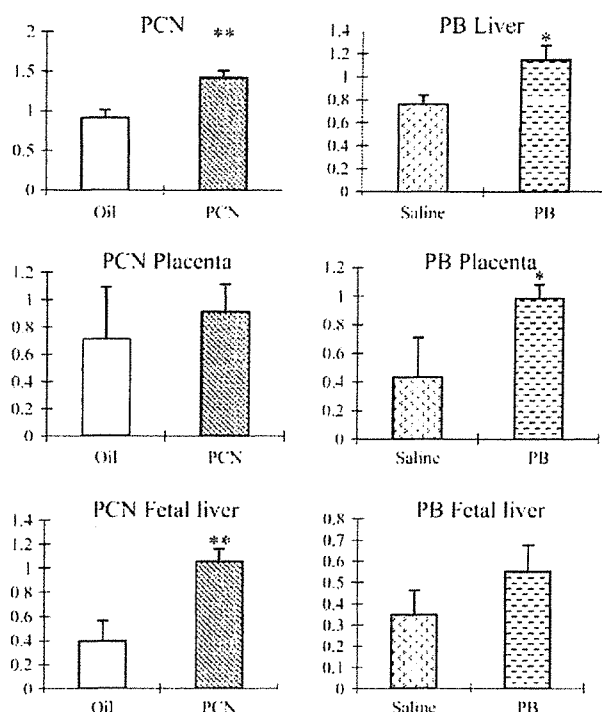 PCN
**
2
1.5
1
0.5
0
Oil
PCN
PB Liver
*
1.4
1.2
1
0.8
0.6
0.4
0.2
0
Saline
PB
PCN Placenta
1.2
1
0.8
0.6
0.4
0.2
0
Oil
PCN
PB Placenta
*
1.2
1
0.8
0.6
0.4
0.2
0
Saline
PB
PCN Fetal liver
**
1.4
1.2
1
0.8
0.6
0.4
0.2
0
Oil
PCN
PB Fetal liver
0.8
0.7
0.6
0.5
0.4
0.3
0.2
0.1
0
Saline
PB